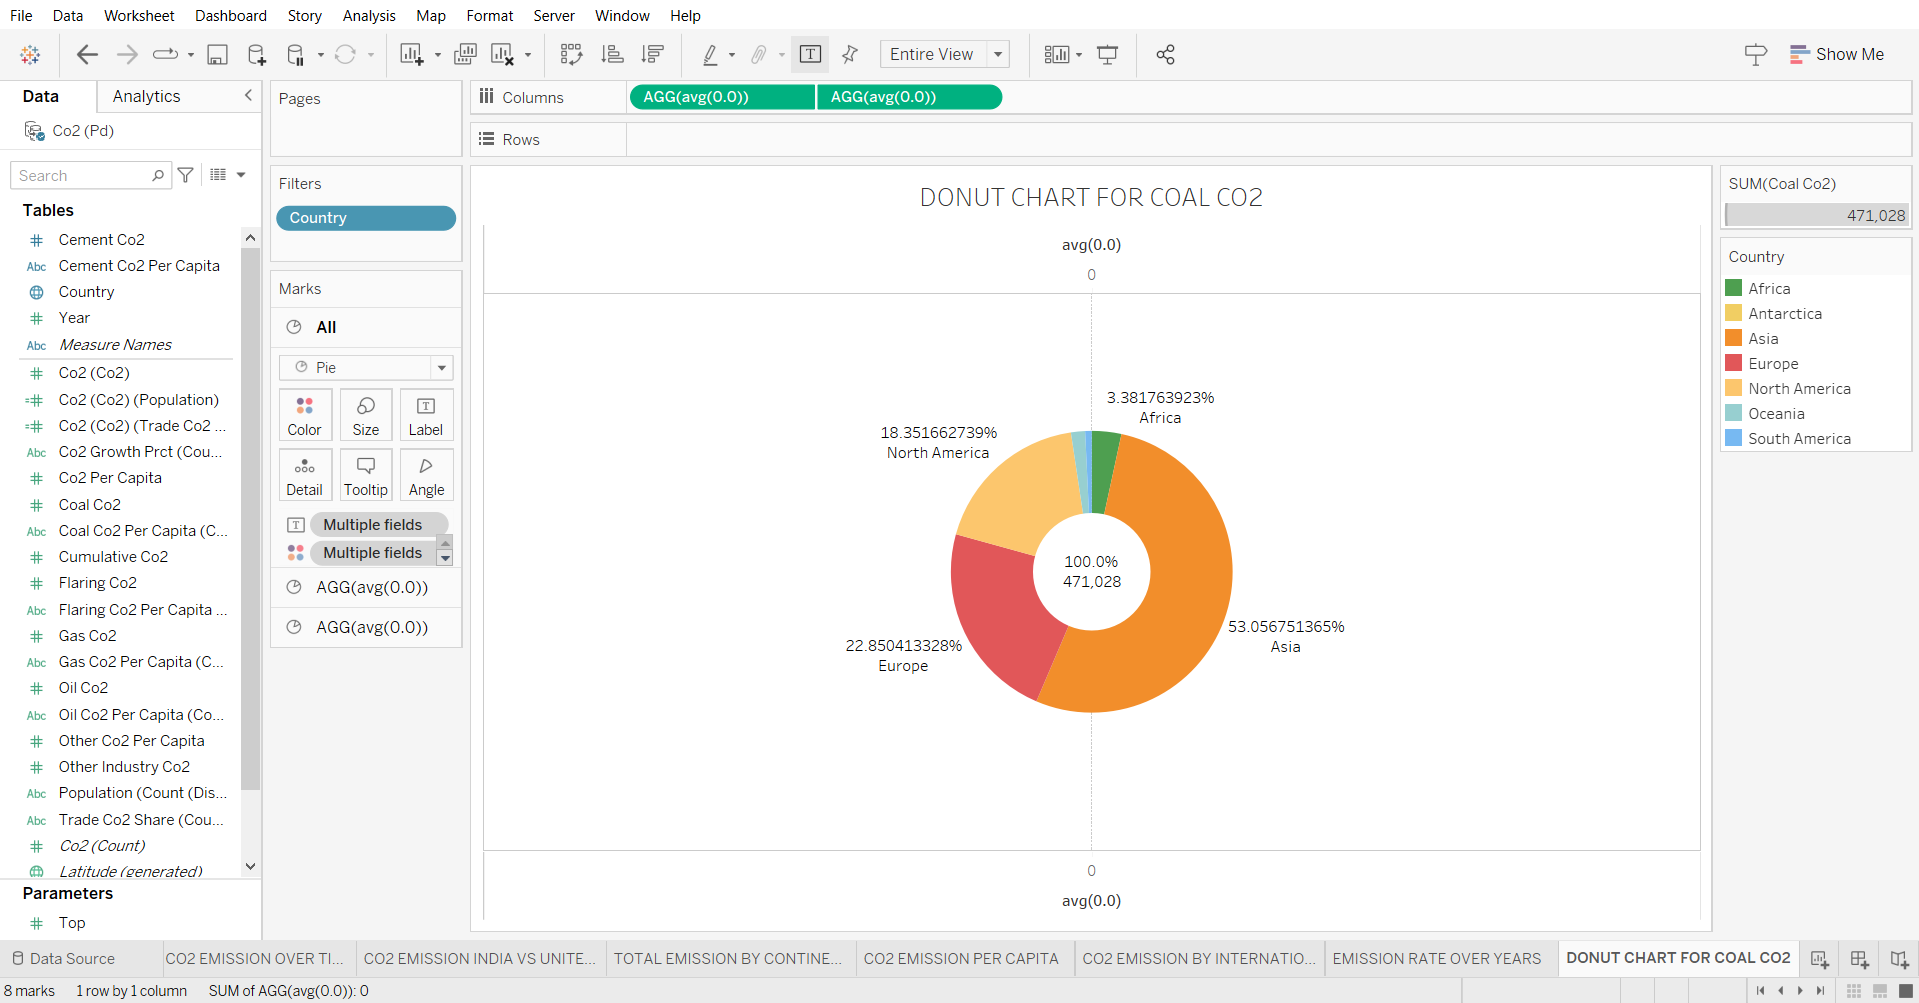 File Data Worksheet Dashboard Story Analysis Map Format Server Window Help
Entire View
Show Me
Data Analytics
Co2 (Pd)
Search
Tables
Cement Co2
Abc Cement Co2 Per Capita
Country
Year
Abc Measure Names
Co2 (Co2)
Co2 (Co2) (Population)
Co2 (Co2) (Trade Co2 ...
Co2 Growth Prct (Cou...
Co2 Per Capita
Coal Co2
Abc Coal Co2 Per Capita (C...
Cumulative Co2
Flaring Co2
Abc Flaring Co2 Per Capita ...
Gas Co2
Abc Gas Co2 Per Capita (C...
Oil Co2
Abc Oil Co2 Per Capita (Co...
Other Co2 Per Capita
Other Industry Co2
Abc Population (Count (Dis...
Abc Trade Co2 Share (Cou...
Co2 (Count)
Latitude (generated)
Parameters
Top
Pages
Filters
Country
Marks
All
Pie
Color Size Label
Detail Tooltip Angle
Multiple fields
Multiple fields
AGG(avg(0.0))
AGG(avg(0.0))
Columns AGG(avg(0.0)) AGG(avg(0.0))
Rows
DONUT CHART FOR COAL CO2
avg(0.0)
0
3.381763923%
Africa
18.351662739%
North America
100.0%
471,028
53.056751365%
Asia
22.850413328%
Europe
0
avg(0.0)
SUM(Coal Co2)
471,028
Country
Africa
Antarctica
Asia
Europe
North America
Oceania
South America
Data Source CO2 EMISSION OVER TI... CO2 EMISSION INDIA VS UNITE... TOTAL EMISSION BY CONTINE... CO2 EMISSION PER CAPITA CO2 EMISSION BY INTERNATIO... EMISSION RATE OVER YEARS DONUT CHART FOR COAL CO2
8 marks 1 row by 1 column SUM of AGG(avg(0.0)): 0